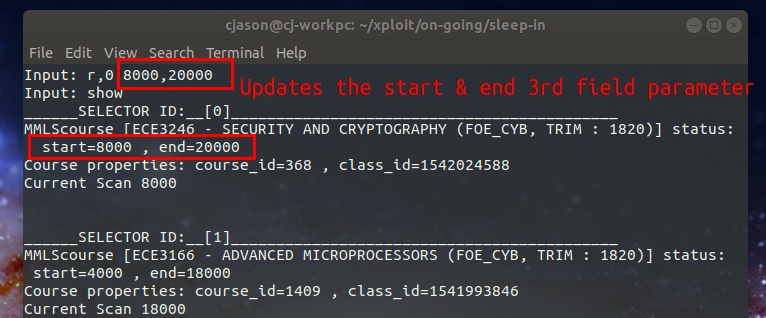 cjason@cj-workpc: ~/xploit/on-going/sleep-in
File Edit View Search Terminal Help
Input: r,0 8000,20000
Updates the start & end 3rd field parameter
Input: show
______SELECTOR ID:__[0]___________________________________________
MMLScourse [ECE3246 - SECURITY AND CRYPTOGRAPHY (FOE_CYB, TRIM : 1820)] status:
start=8000 , end=20000
Course properties: course_id=368 , class_id=1542024588
Current Scan 8000
______SELECTOR ID:__[1]___________________________________________
MMLScourse [ECE3166 - ADVANCED MICROPROCESSORS (FOE_CYB, TRIM : 1820)] status:
start=4000 , end=18000
Course properties: course_id=1409 , class_id=1541993846
Current Scan 18000